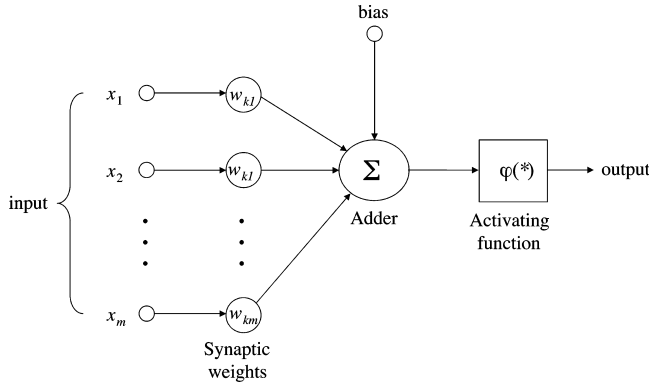 bias
x1
wk1
x2
wk1
Σ
φ(*)
output
input
Adder
Activating
function
xm
wkm
Synaptic
weights